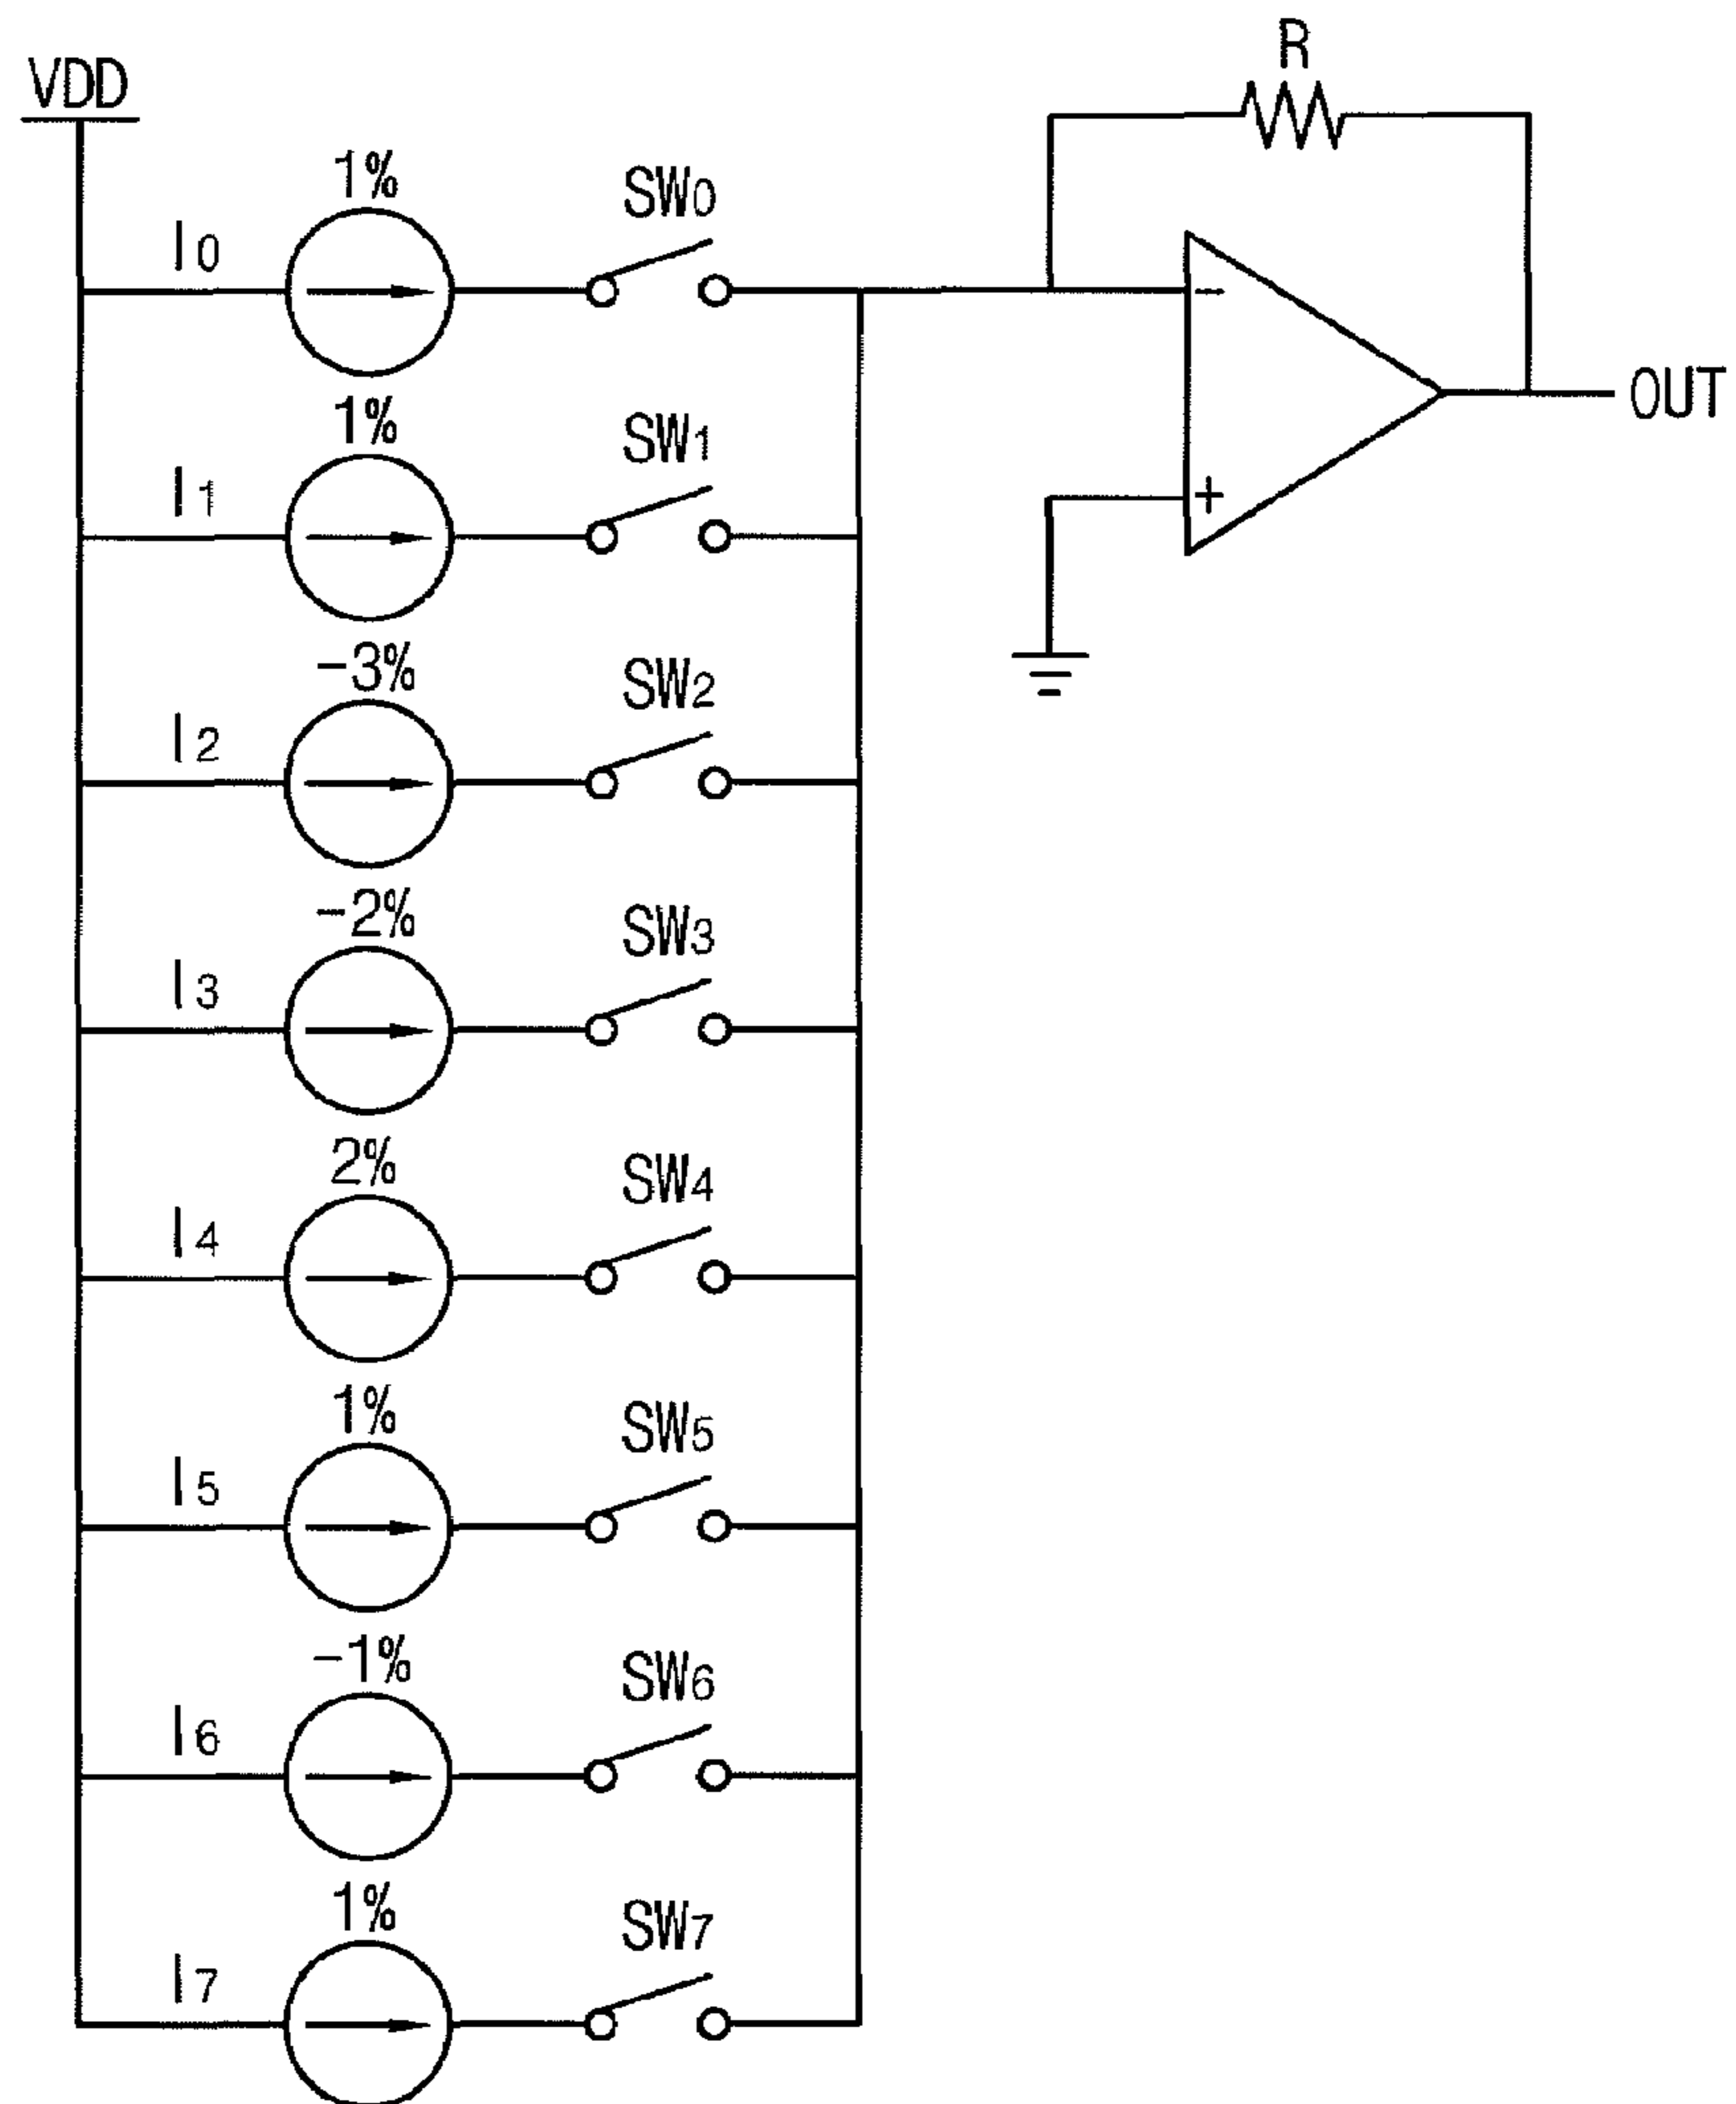 R
VDD
1%
SW0
I0
-
OUT
1%
SW1
I1
+
-3%
SW2
I2
-2%
SW3
I3
2%
SW4
I4
1%
SW5
I5
-1%
SW6
I6
1%
SW7
I7